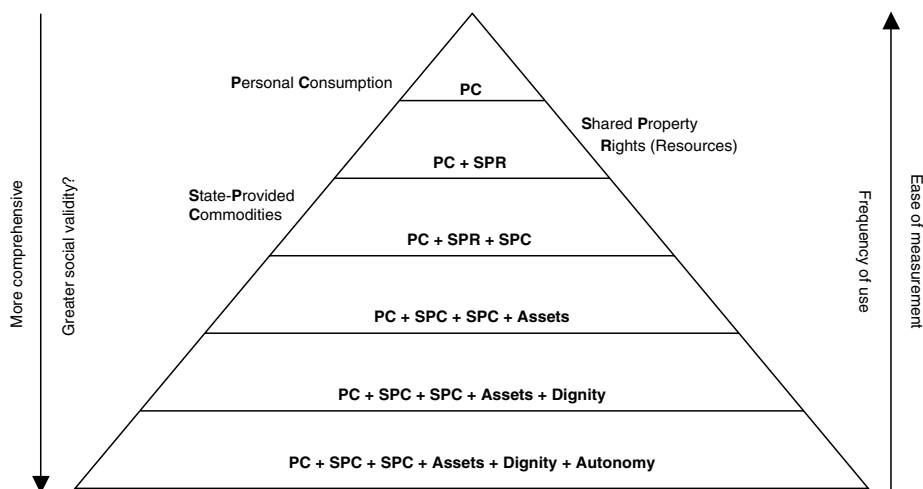 Personal Consumption
PC
Shared Property
Rights (Resources)
PC + SPR
State-Provided
Commodities
PC + SPR + SPC
PC + SPC + SPC + Assets
PC + SPC + SPC + Assets + Dignity
PC + SPC + SPC + Assets + Dignity + Autonomy
More comprehensive
Greater social validity?
Frequency of use
Ease of measurement